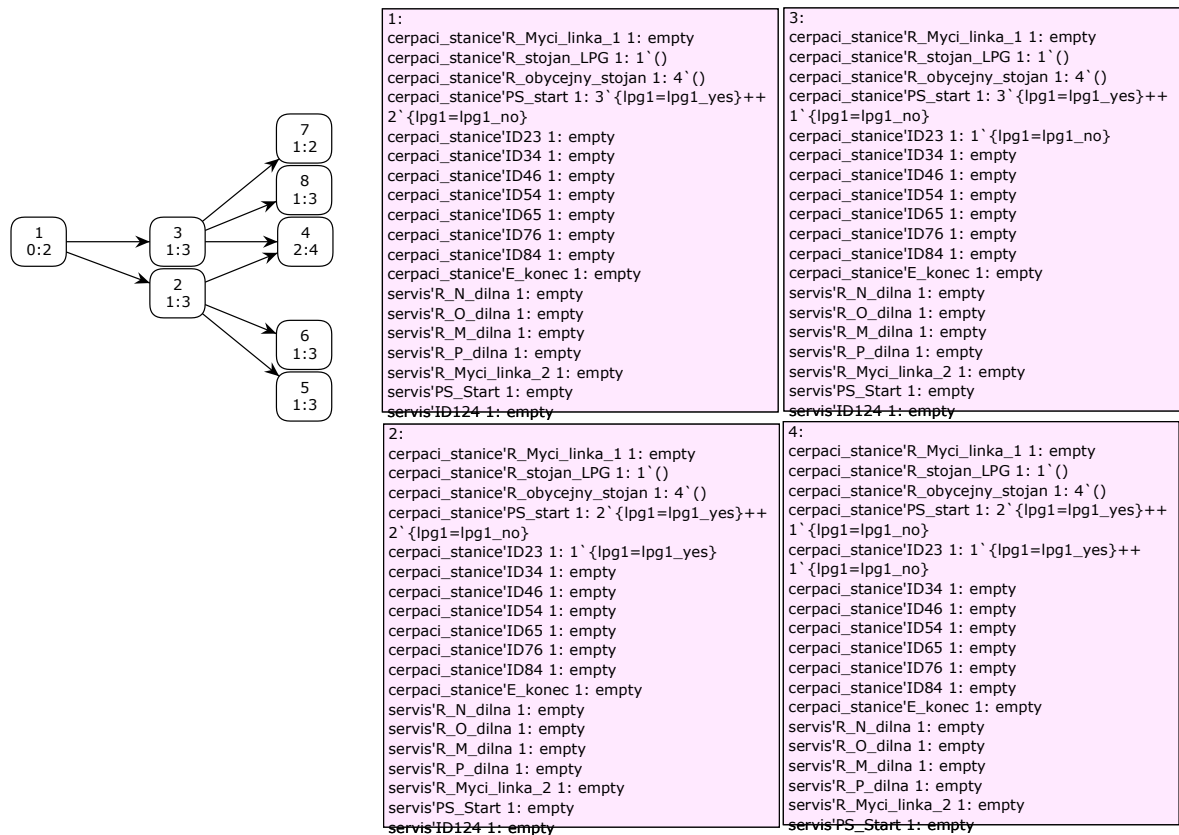 1
0:2
3
1:3
2
1:3
7
1:2
8
1:3
4
2:4
6
1:3
5
1:3
1:
cerpaci_stanice'R_Myci_linka_1 1: empty
cerpaci_stanice'R_stojan_LPG 1: 1`()
cerpaci_stanice'R_obycejny_stojan 1: 4`()
cerpaci_stanice'PS_start 1: 3`{lpg1=lpg1_yes}++
2`{lpg1=lpg1_no}
cerpaci_stanice'ID23 1: empty
cerpaci_stanice'ID34 1: empty
cerpaci_stanice'ID46 1: empty
cerpaci_stanice'ID54 1: empty
cerpaci_stanice'ID65 1: empty
cerpaci_stanice'ID76 1: empty
cerpaci_stanice'ID84 1: empty
cerpaci_stanice'E_konec 1: empty
servis'R_N_dilna 1: empty
servis'R_O_dilna 1: empty
servis'R_M_dilna 1: empty
servis'R_P_dilna 1: empty
servis'R_Myci_linka_2 1: empty
servis'PS_Start 1: empty
servis'ID124 1: empty
3:
cerpaci_stanice'R_Myci_linka_1 1: empty
cerpaci_stanice'R_stojan_LPG 1: 1`()
cerpaci_stanice'R_obycejny_stojan 1: 4`()
cerpaci_stanice'PS_start 1: 3`{lpg1=lpg1_yes}++
1`{lpg1=lpg1_no}
cerpaci_stanice'ID23 1: 1`{lpg1=lpg1_no}
cerpaci_stanice'ID34 1: empty
cerpaci_stanice'ID46 1: empty
cerpaci_stanice'ID54 1: empty
cerpaci_stanice'ID65 1: empty
cerpaci_stanice'ID76 1: empty
cerpaci_stanice'ID84 1: empty
cerpaci_stanice'E_konec 1: empty
servis'R_N_dilna 1: empty
servis'R_O_dilna 1: empty
servis'R_M_dilna 1: empty
servis'R_P_dilna 1: empty
servis'R_Myci_linka_2 1: empty
servis'PS_Start 1: empty
servis'ID124 1: empty
2:
cerpaci_stanice'R_Myci_linka_1 1: empty
cerpaci_stanice'R_stojan_LPG 1: 1`()
cerpaci_stanice'R_obycejny_stojan 1: 4`()
cerpaci_stanice'PS_start 1: 2`{lpg1=lpg1_yes}++
2`{lpg1=lpg1_no}
cerpaci_stanice'ID23 1: 1`{lpg1=lpg1_yes}
cerpaci_stanice'ID34 1: empty
cerpaci_stanice'ID46 1: empty
cerpaci_stanice'ID54 1: empty
cerpaci_stanice'ID65 1: empty
cerpaci_stanice'ID76 1: empty
cerpaci_stanice'ID84 1: empty
cerpaci_stanice'E_konec 1: empty
servis'R_N_dilna 1: empty
servis'R_O_dilna 1: empty
servis'R_M_dilna 1: empty
servis'R_P_dilna 1: empty
servis'R_Myci_linka_2 1: empty
servis'PS_Start 1: empty
servis'ID124 1: empty
4:
cerpaci_stanice'R_Myci_linka_1 1: empty
cerpaci_stanice'R_stojan_LPG 1: 1`()
cerpaci_stanice'R_obycejny_stojan 1: 4`()
cerpaci_stanice'PS_start 1: 2`{lpg1=lpg1_yes}++
1`{lpg1=lpg1_no}
cerpaci_stanice'ID23 1: 1`{lpg1=lpg1_yes}++
1`{lpg1=lpg1_no}
cerpaci_stanice'ID34 1: empty
cerpaci_stanice'ID46 1: empty
cerpaci_stanice'ID54 1: empty
cerpaci_stanice'ID65 1: empty
cerpaci_stanice'ID76 1: empty
cerpaci_stanice'ID84 1: empty
cerpaci_stanice'E_konec 1: empty
servis'R_N_dilna 1: empty
servis'R_O_dilna 1: empty
servis'R_M_dilna 1: empty
servis'R_P_dilna 1: empty
servis'R_Myci_linka_2 1: empty
servis'PS_Start 1: empty